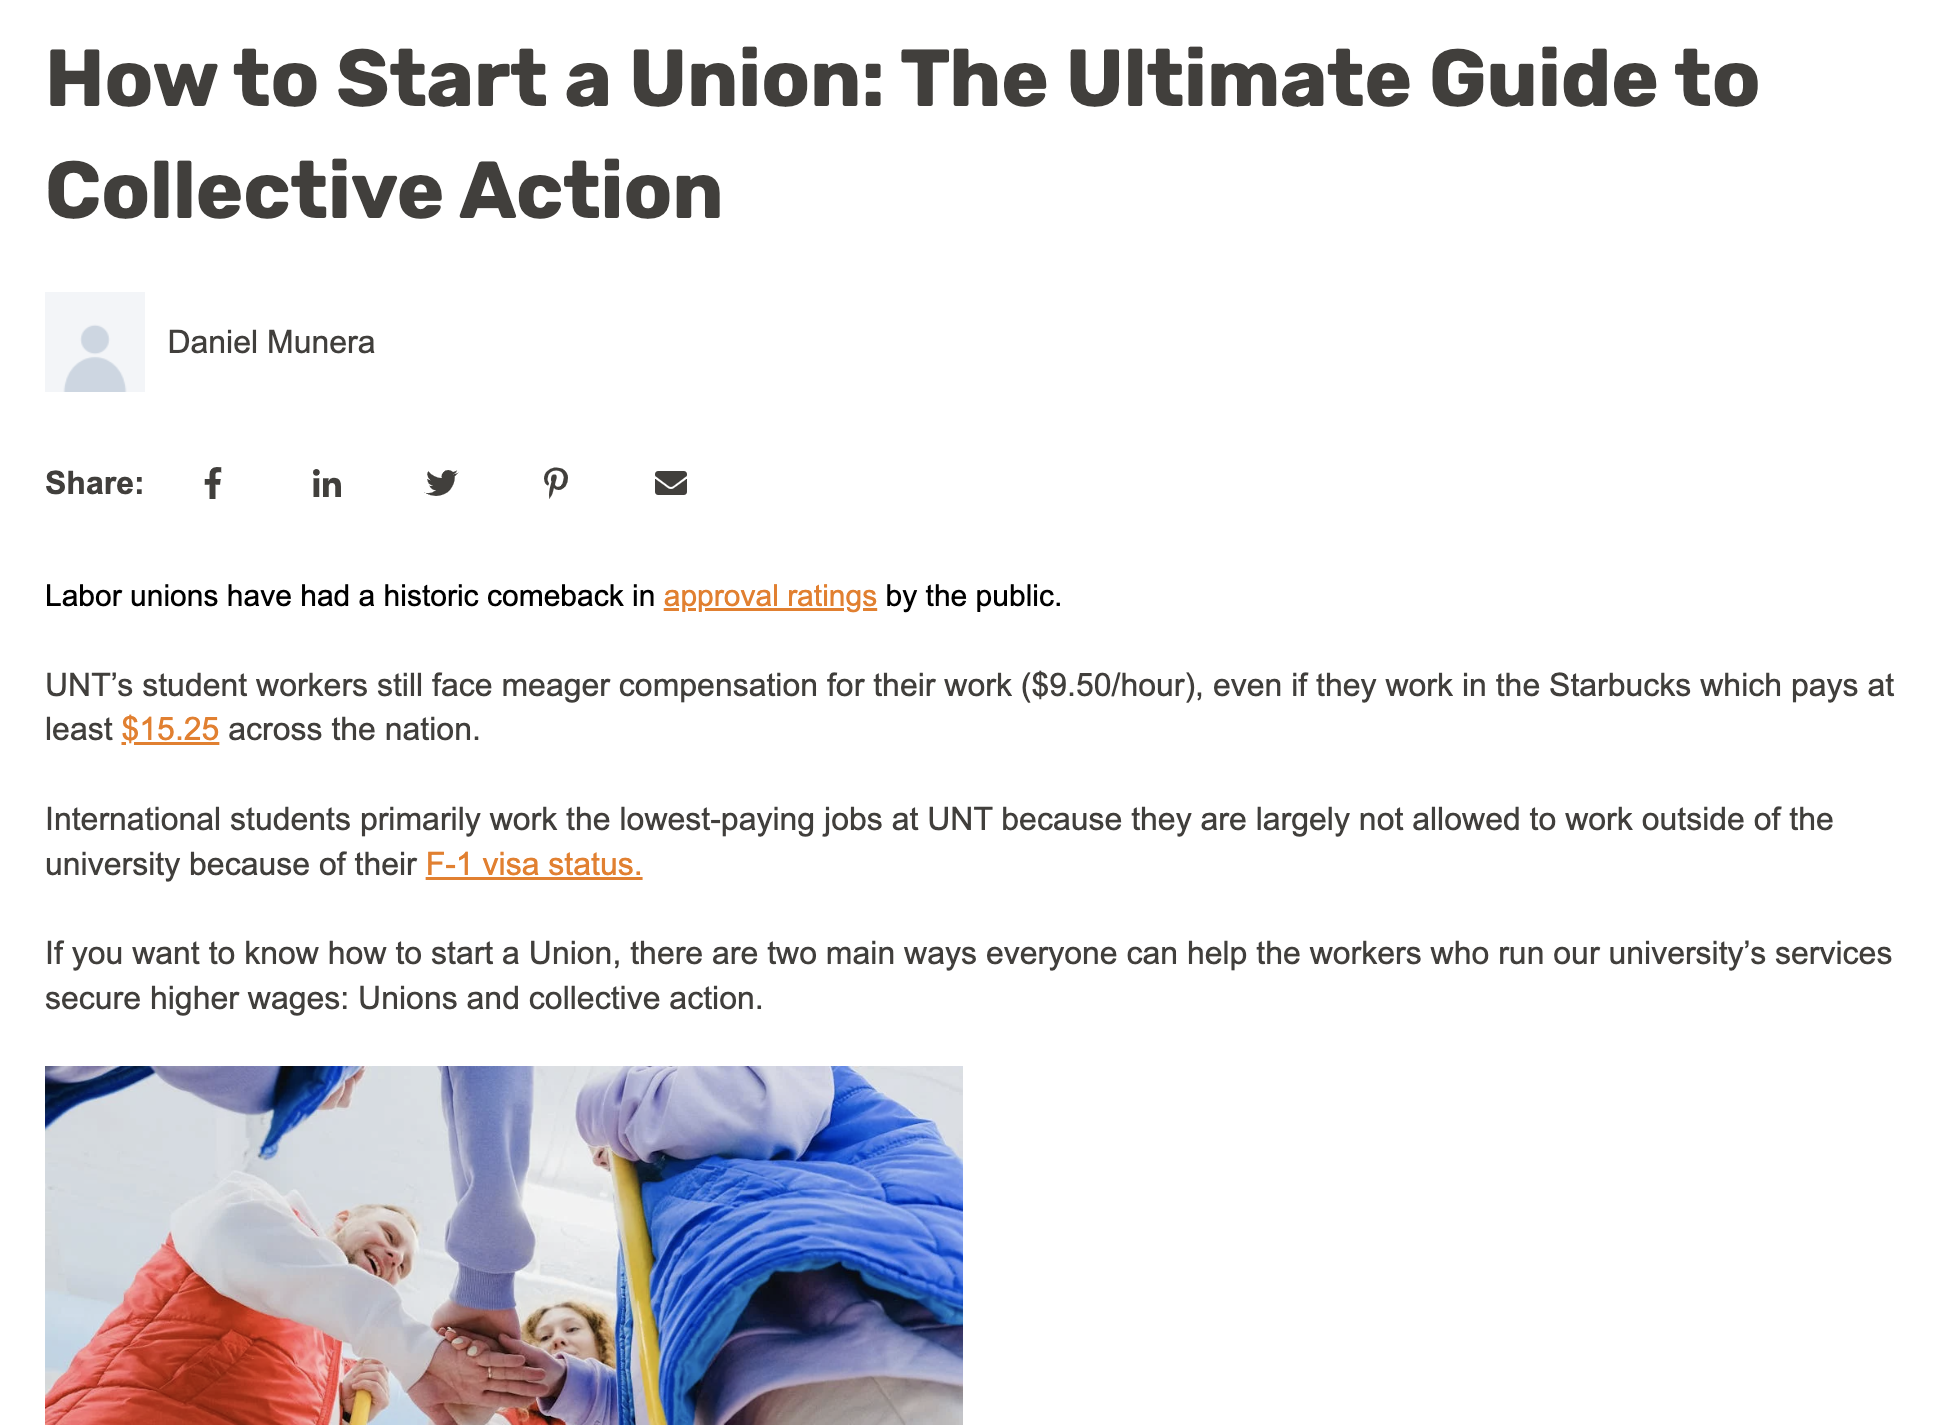 How to Start a Union: The Ultimate Guide to
Collective Action
Daniel Munera
Share:
Labor unions have had a historic comeback in approval ratings by the public.
UNT’s student workers still face meager compensation for their work ($9.50/hour), even if they work in the Starbucks which pays at
least $15.25 across the nation.
International students primarily work the lowest-paying jobs at UNT because they are largely not allowed to work outside of the
university because of their F-1 visa status.
If you want to know how to start a Union, there are two main ways everyone can help the workers who run our university’s services
secure higher wages: Unions and collective action.